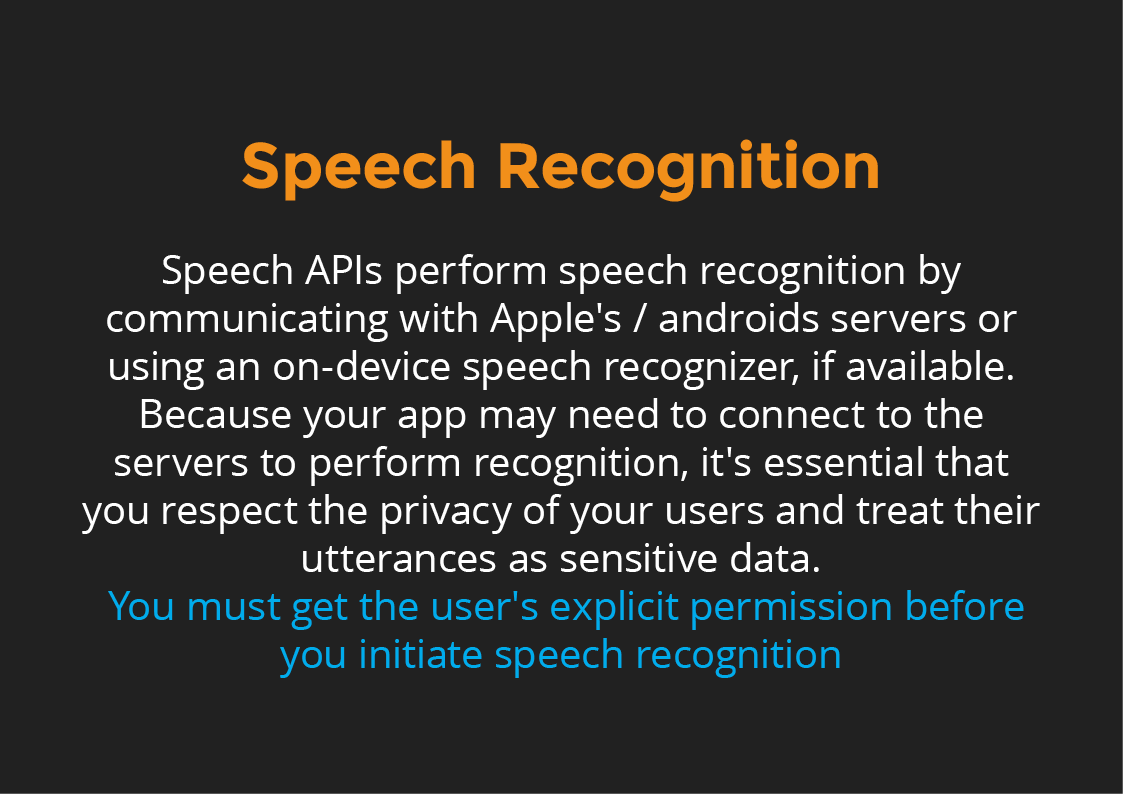 Speech Recognition
Speech APIs perform speech recognition by
communicating with Apple's / androids servers or
using an on-device speech recognizer, if available.
Because your app may need to connect to the
servers to perform recognition, it's essential that
you respect the privacy of your users and treat their
utterances as sensitive data.
You must get the user's explicit permission before
you initiate speech recognition